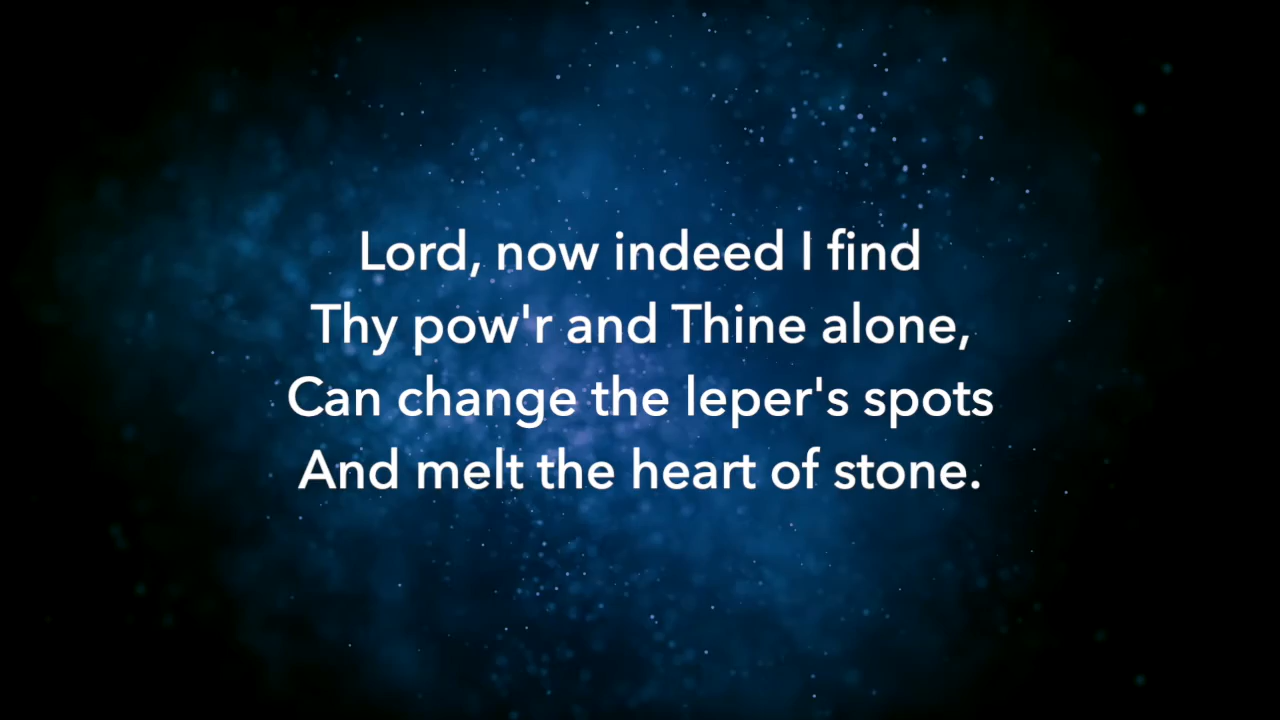 Lord, now indeed I find
Thy pow'r and Thine alone,
Can change the leper's spots
And melt the heart of stone.